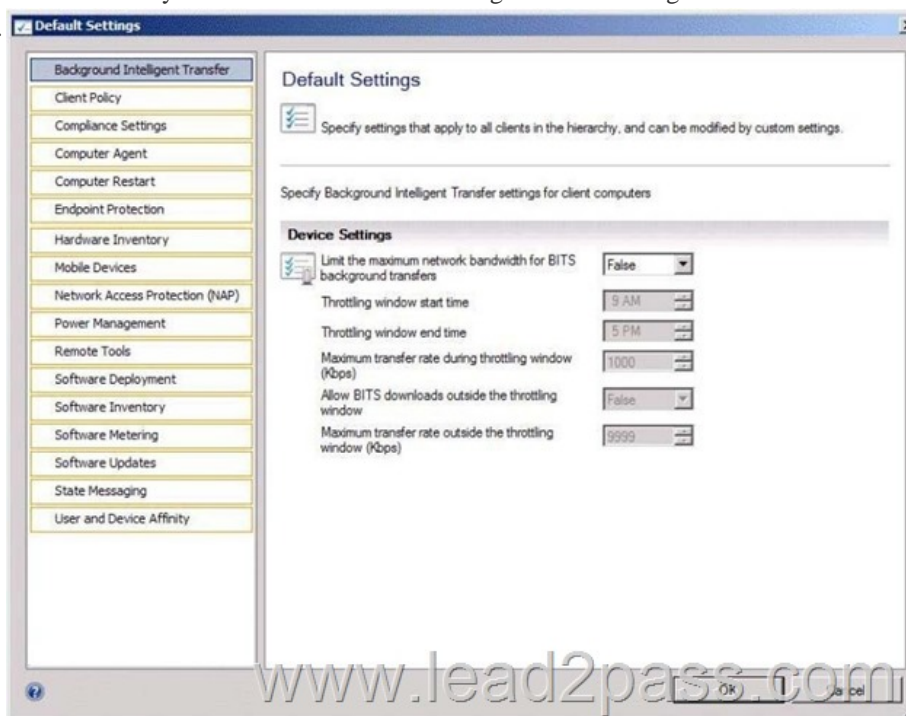 Default Settings
Background Intelligent Transfer
Client Policy
Compliance Settings
Computer Agent
Computer Restart
Endpoint Protection
Hardware Inventory
Mobile Devices
Network Access Protection (NAP)
Power Management
Remote Tools
Software Deployment
Software Inventory
Software Metering
Software Updates
State Messaging
User and Device Affinity
Default Settings
Specify settings that apply to all clients in the hierarchy, and can be modified by custom settings.
Specify Background Intelligent Transfer settings for client computers
Device Settings
Limit the maximum network bandwidth for BITS
background transfers
False
Throttling window start time
9 AM
Throttling window end time
5 PM
Maximum transfer rate during throttling window
(Kbps)
1000
Allow BITS downloads outside the throttling
window
False
Maximum transfer rate outside the throttling
window (Kbps)
9999
www.lead2pass.com
OK
Cancel